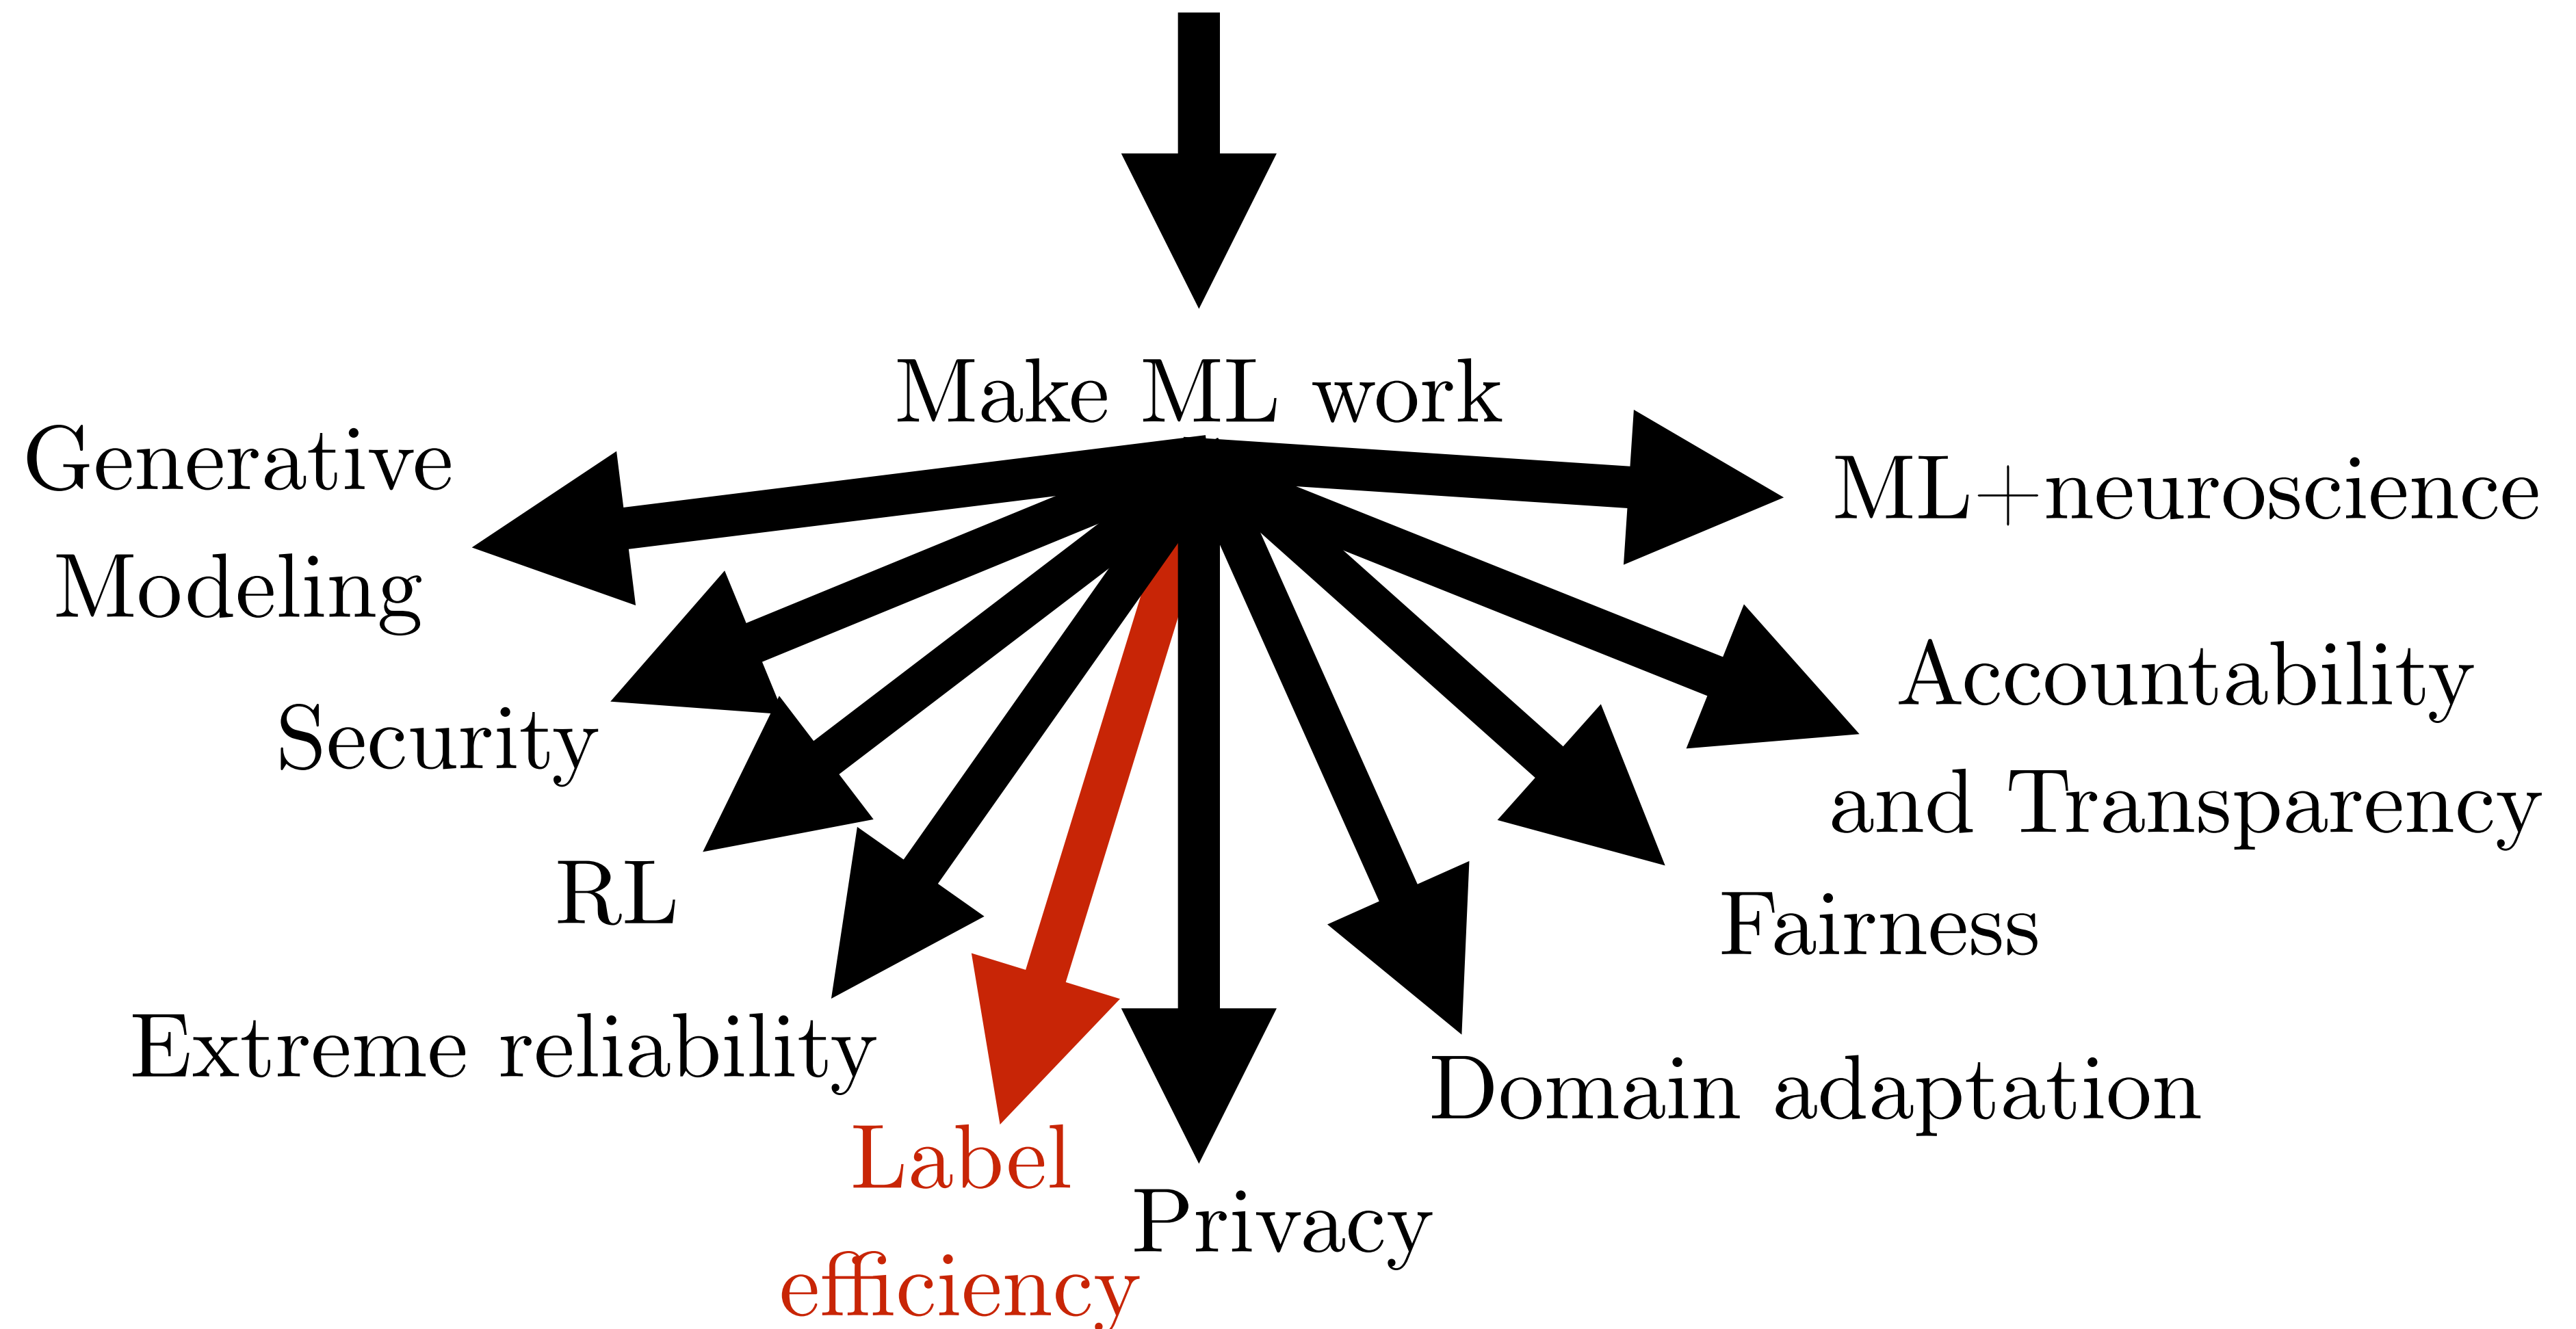 Make ML work
Generative
Modeling
ML+neuroscience
Security
Accountability
and Transparency
RL
Fairness
Extreme reliability
Domain adaptation
Label
efficiency
Privacy